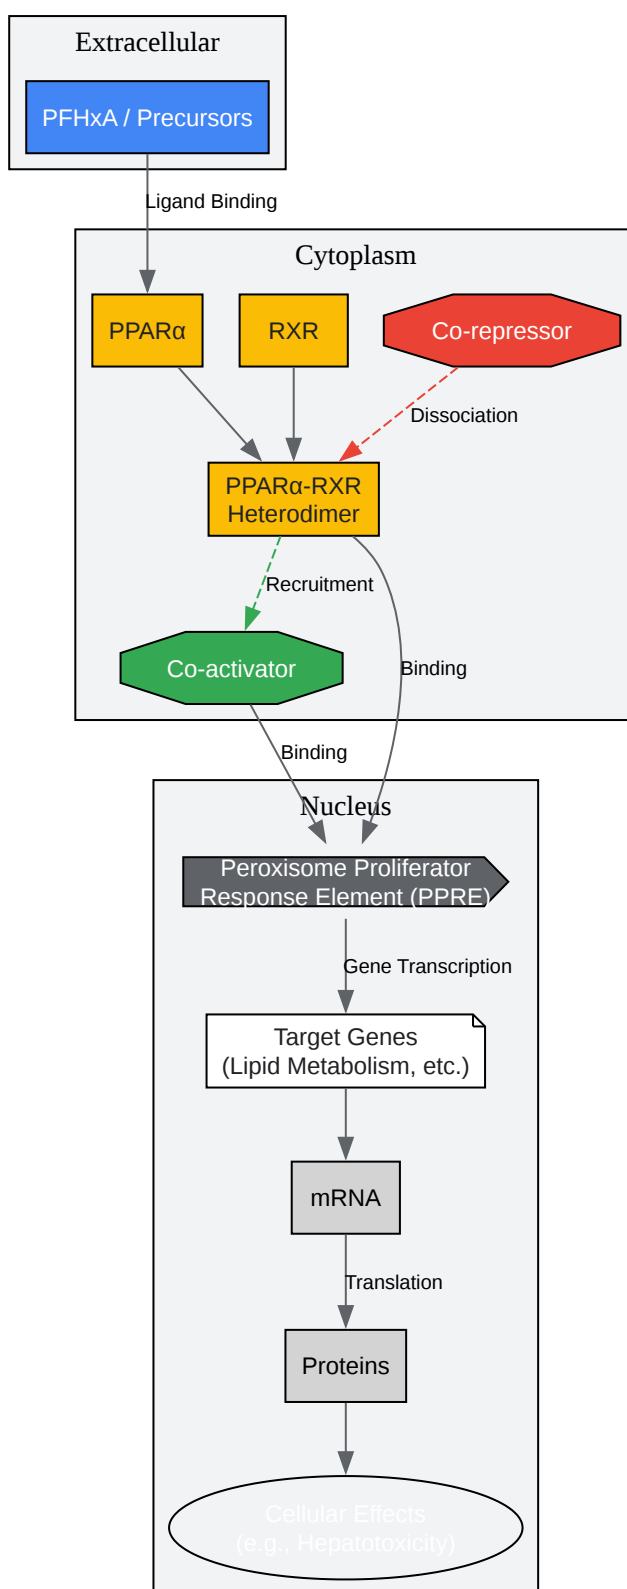 Extracellular
PFHxA / Precursors
Ligand Binding
Cytoplasm
PPARα
RXR
Co-repressor
Dissociation
PPARα-RXR
Heterodimer
Recruitment
Co-activator
Binding
Binding
Nucleus
Peroxisome Proliferator
Response Element (PPRE)
Gene Transcription
Target Genes
(Lipid Metabolism, etc.)
mRNA
Translation
Proteins
Cellular Effects
(e.g., Hepatotoxicity)